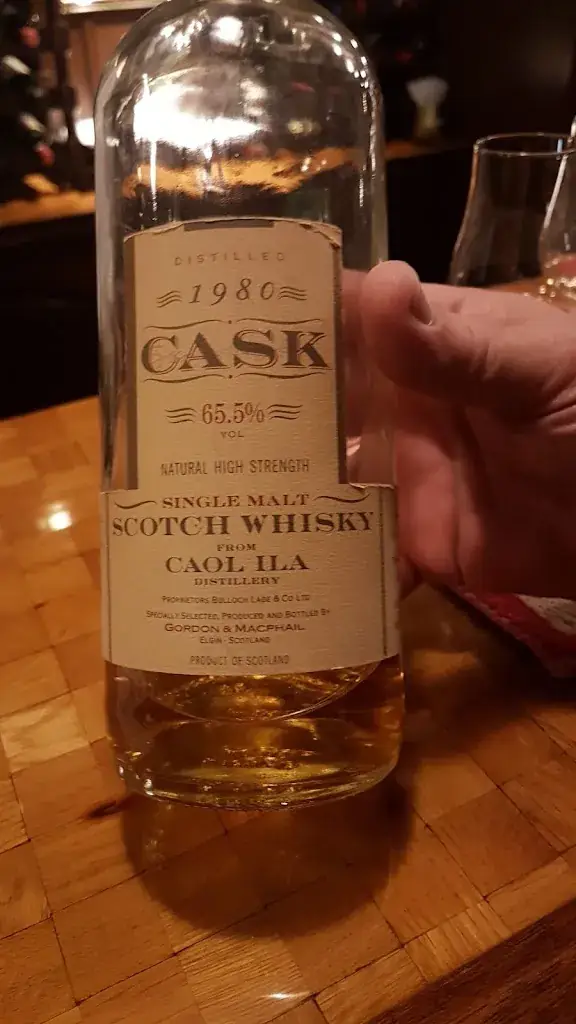 DISTILLED
1980
CASK
65.5%
VOL
NATURAL HIGH STRENGTH
SINGLE MALT
SCOTCH WHISKY
FROM
CAOL ILA
DISTILLERY
PROPRIETORS BULLOCH LADE & CO LTD
SPECIALLY SELECTED, PRODUCED AND BOTTLED BY
GORDON & MACPHAIL
ELGIN · SCOTLAND
PRODUCT OF SCOTLAND